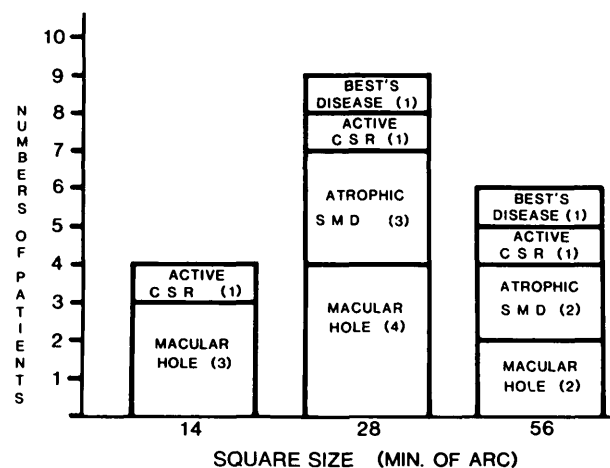 NUMBERS OF PATIENTS
10
9
8
7
6
5
4
3
2
1
ACTIVE
CSR (1)
MACULAR
HOLE (3)
BEST'S
DISEASE (1)
ACTIVE
CSR (1)
ATROPHIC
SMD (3)
MACULAR
HOLE (4)
BEST'S
DISEASE (1)
ACTIVE
CSR (1)
ATROPHIC
SMD (2)
MACULAR
HOLE (2)
14
28
56
SQUARE SIZE (MIN. OF ARC)